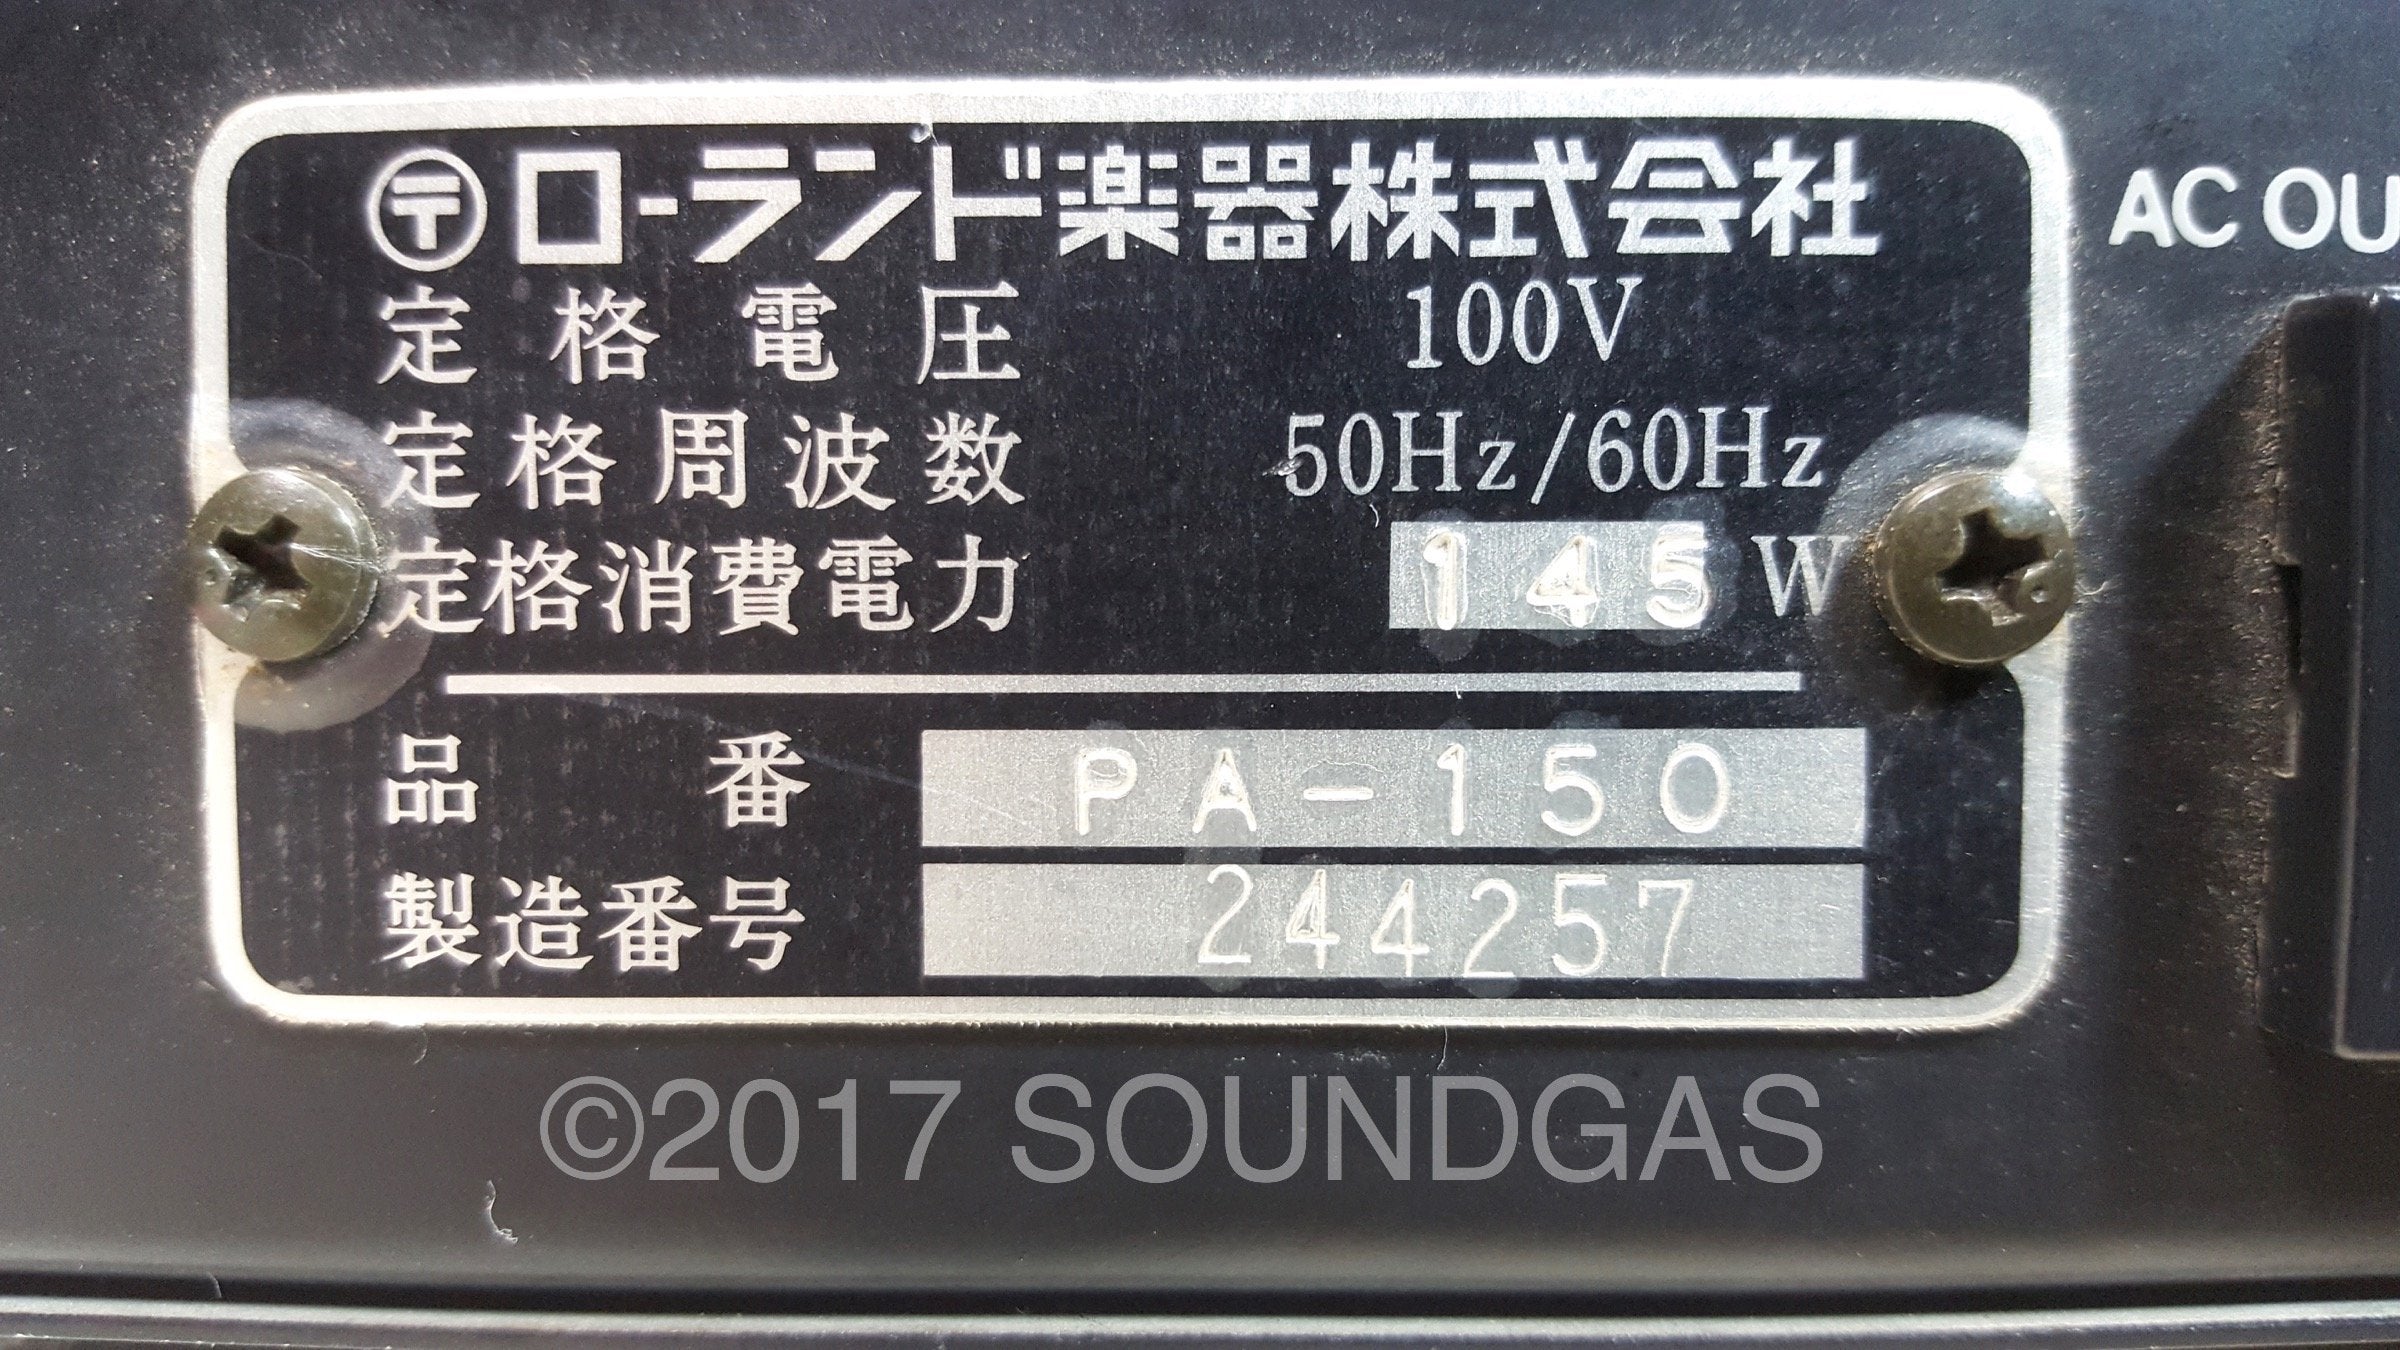 〶ローランド楽器株式会社
AC OU
定格電圧 100V
定格周波数 50Hz/60Hz
定格消費電力 145 W
品番 PA-150
製造番号 244257
©2017 SOUNDGAS